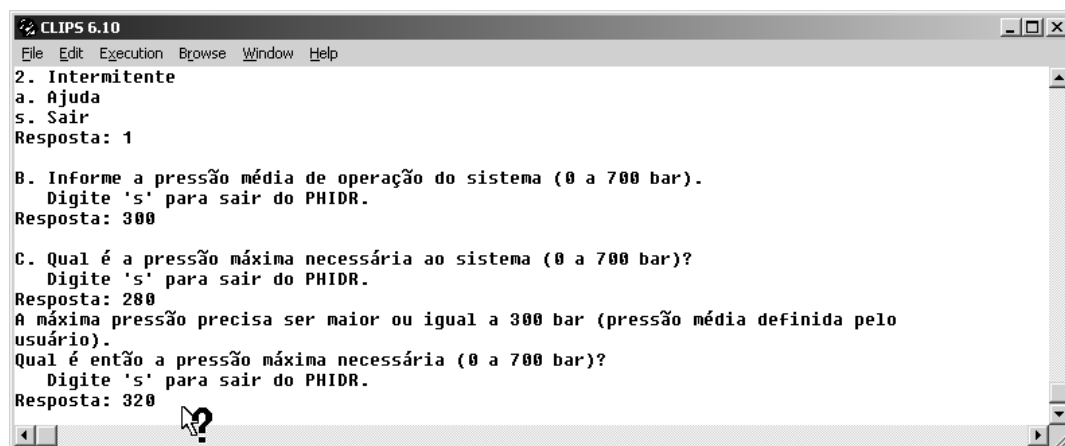 CLIPS 6.10
File Edit Execution Browse Window Help
2. Intermitente
a. Ajuda
s. Sair
Resposta: 1
B. Informe a pressão média de operação do sistema (0 a 700 bar).
Digite 's' para sair do PHIDR.
Resposta: 300
C. Qual é a pressão máxima necessária ao sistema (0 a 700 bar)?
Digite 's' para sair do PHIDR.
Resposta: 280
A máxima pressão precisa ser maior ou igual a 300 bar (pressão média definida pelo
usuário).
Qual é então a pressão máxima necessária (0 a 700 bar)?
Digite 's' para sair do PHIDR.
Resposta: 320